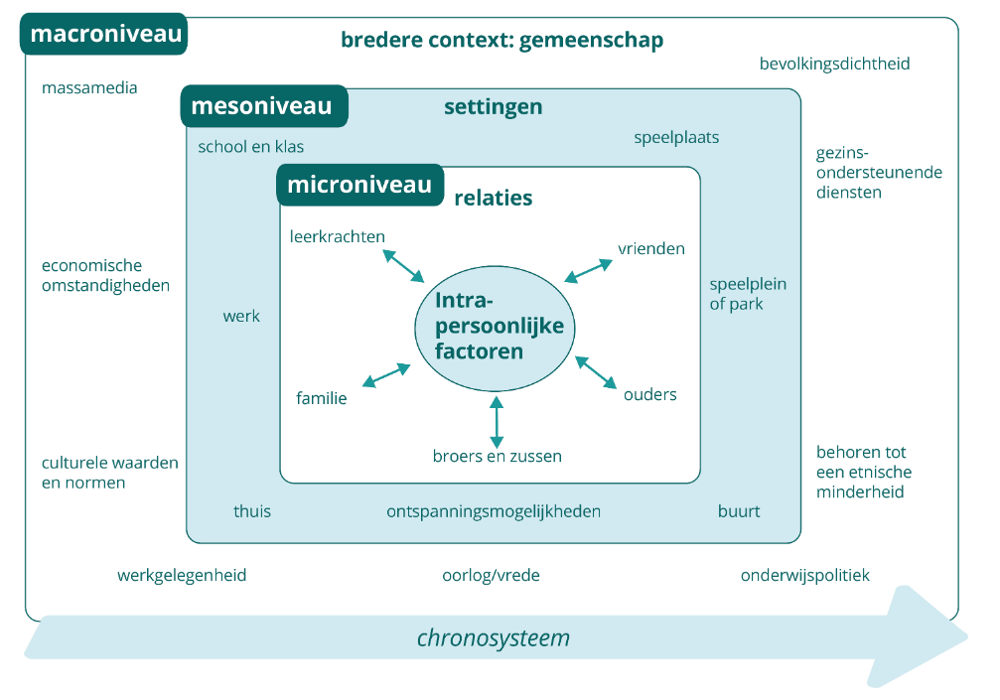 macroniveau
bredere context: gemeenschap
bevolkingsdichtheid
massamedia
mesoniveau
settingen
school en klas
speelplaats
gezins-
ondersteunende
diensten
microniveau
relaties
leerkrachten
vrienden
economische
omstandigheden
werk
Intra-
persoonlijke
factoren
speelplein
of park
familie
ouders
broers en zussen
culturele waarden
en normen
behoren tot
een etnische
minderheid
thuis
ontspanningsmogelijkheden
buurt
werkgelegenheid
oorlog/vrede
onderwijspolitiek
chronosysteem